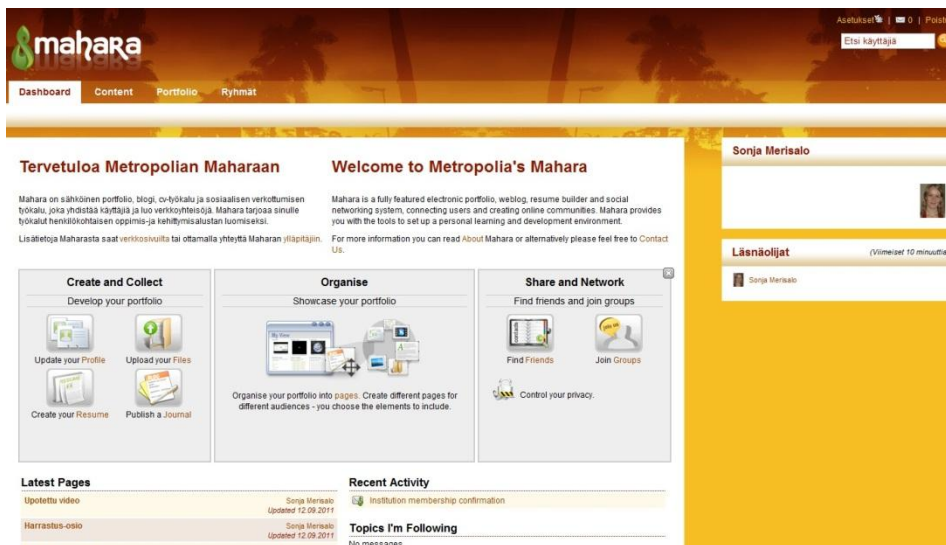 Asetukset | 0 |
mahara
Etsi käyttäjiä
Dashboard Content Portfolio Ryhmät
Tervetuloa Metropolian Maharaan
Mahara on sähköinen portfolio, blogi, cv-työkalu ja sosiaalisen verkottumisen
työkalu, joka yhdistää käyttäjiä ja luo verkkoyhteisöjä. Mahara tarjoaa sinulle
työkalut henkilökohtaisen oppimis-ja kehittymisalustan luomiseksi.
Lisätietoja Maharasta saat verkkosivuilta tai ottamalla yhteyttä Maharan ylläpitäjiin.
Welcome to Metropolia's Mahara
Mahara is a fully featured electronic portfolio, weblog, resume builder and social
networking system, connecting users and creating online communities. Mahara provides
you with the tools to set up a personal learning and development environment.
For more information you can read About Mahara or alternatively please feel free to Contact
Us.
Sonja Merisalo
Läsnäolijat (Viimeiset 10 minuuttia
Sonja Merisalo
Create and Collect
Develop your portfolio
Update your Profile
Upload your Files
Create your Resume
Publish a Journal
Organise
Showcase your portfolio
Organise your portfolio into pages. Create different pages for
different audiences - you choose the elements to include.
Share and Network
Find friends and join groups
Find Friends
Join Groups
Control your privacy.
Latest Pages
Upotettu video Sonja Merisalo
Updated 12.09.2011
Harrastus-osio Sonja Merisalo
Updated 12.09.2011
Recent Activity
Institution membership confirmation
Topics I'm Following
No messages